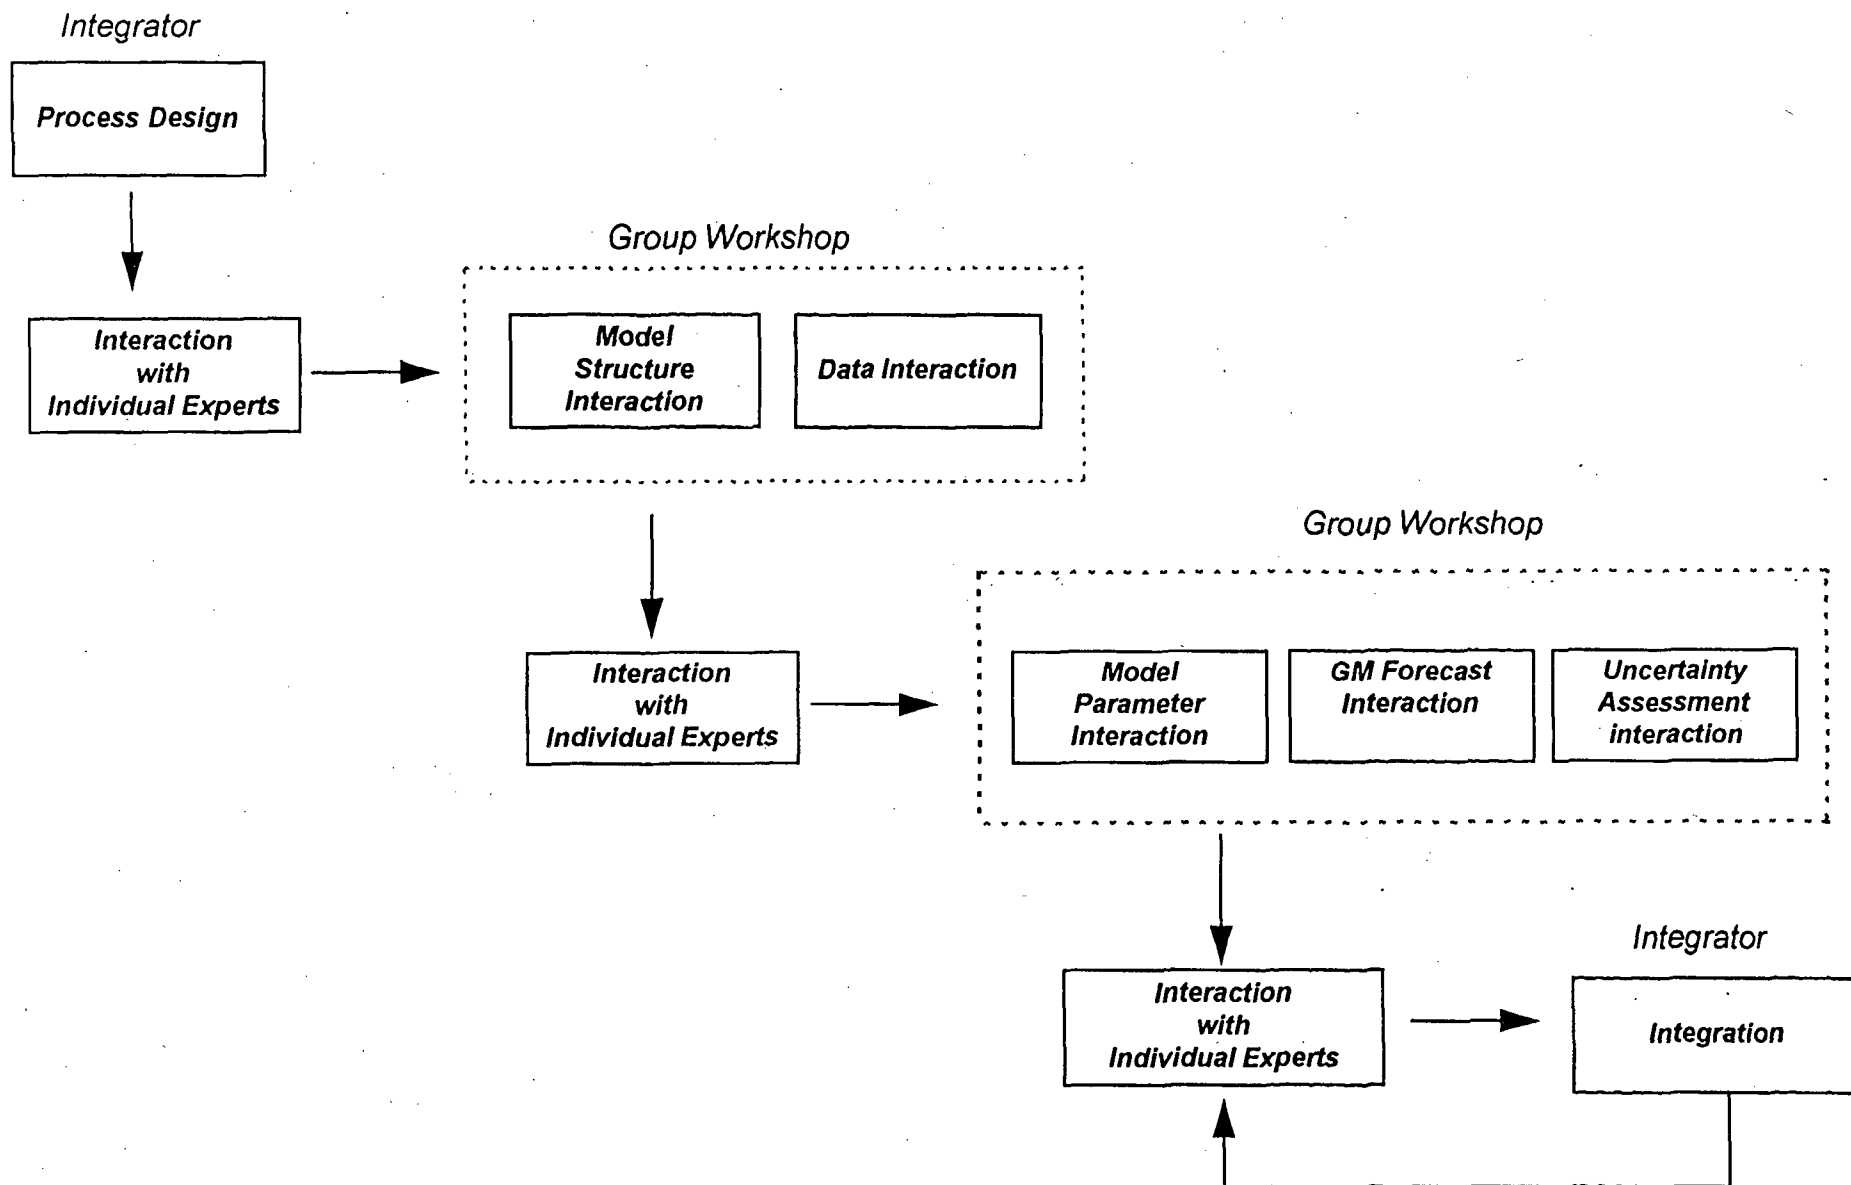 Integrator
Process Design
Group Workshop
Interaction
with
Individual Experts
Model
Structure
Interaction
Data Interaction
Group Workshop
Interaction
with
Individual Experts
Model
Parameter
Interaction
GM Forecast
Interaction
Uncertainty
Assessment
interaction
Integrator
Interaction
with
Individual Experts
Integration